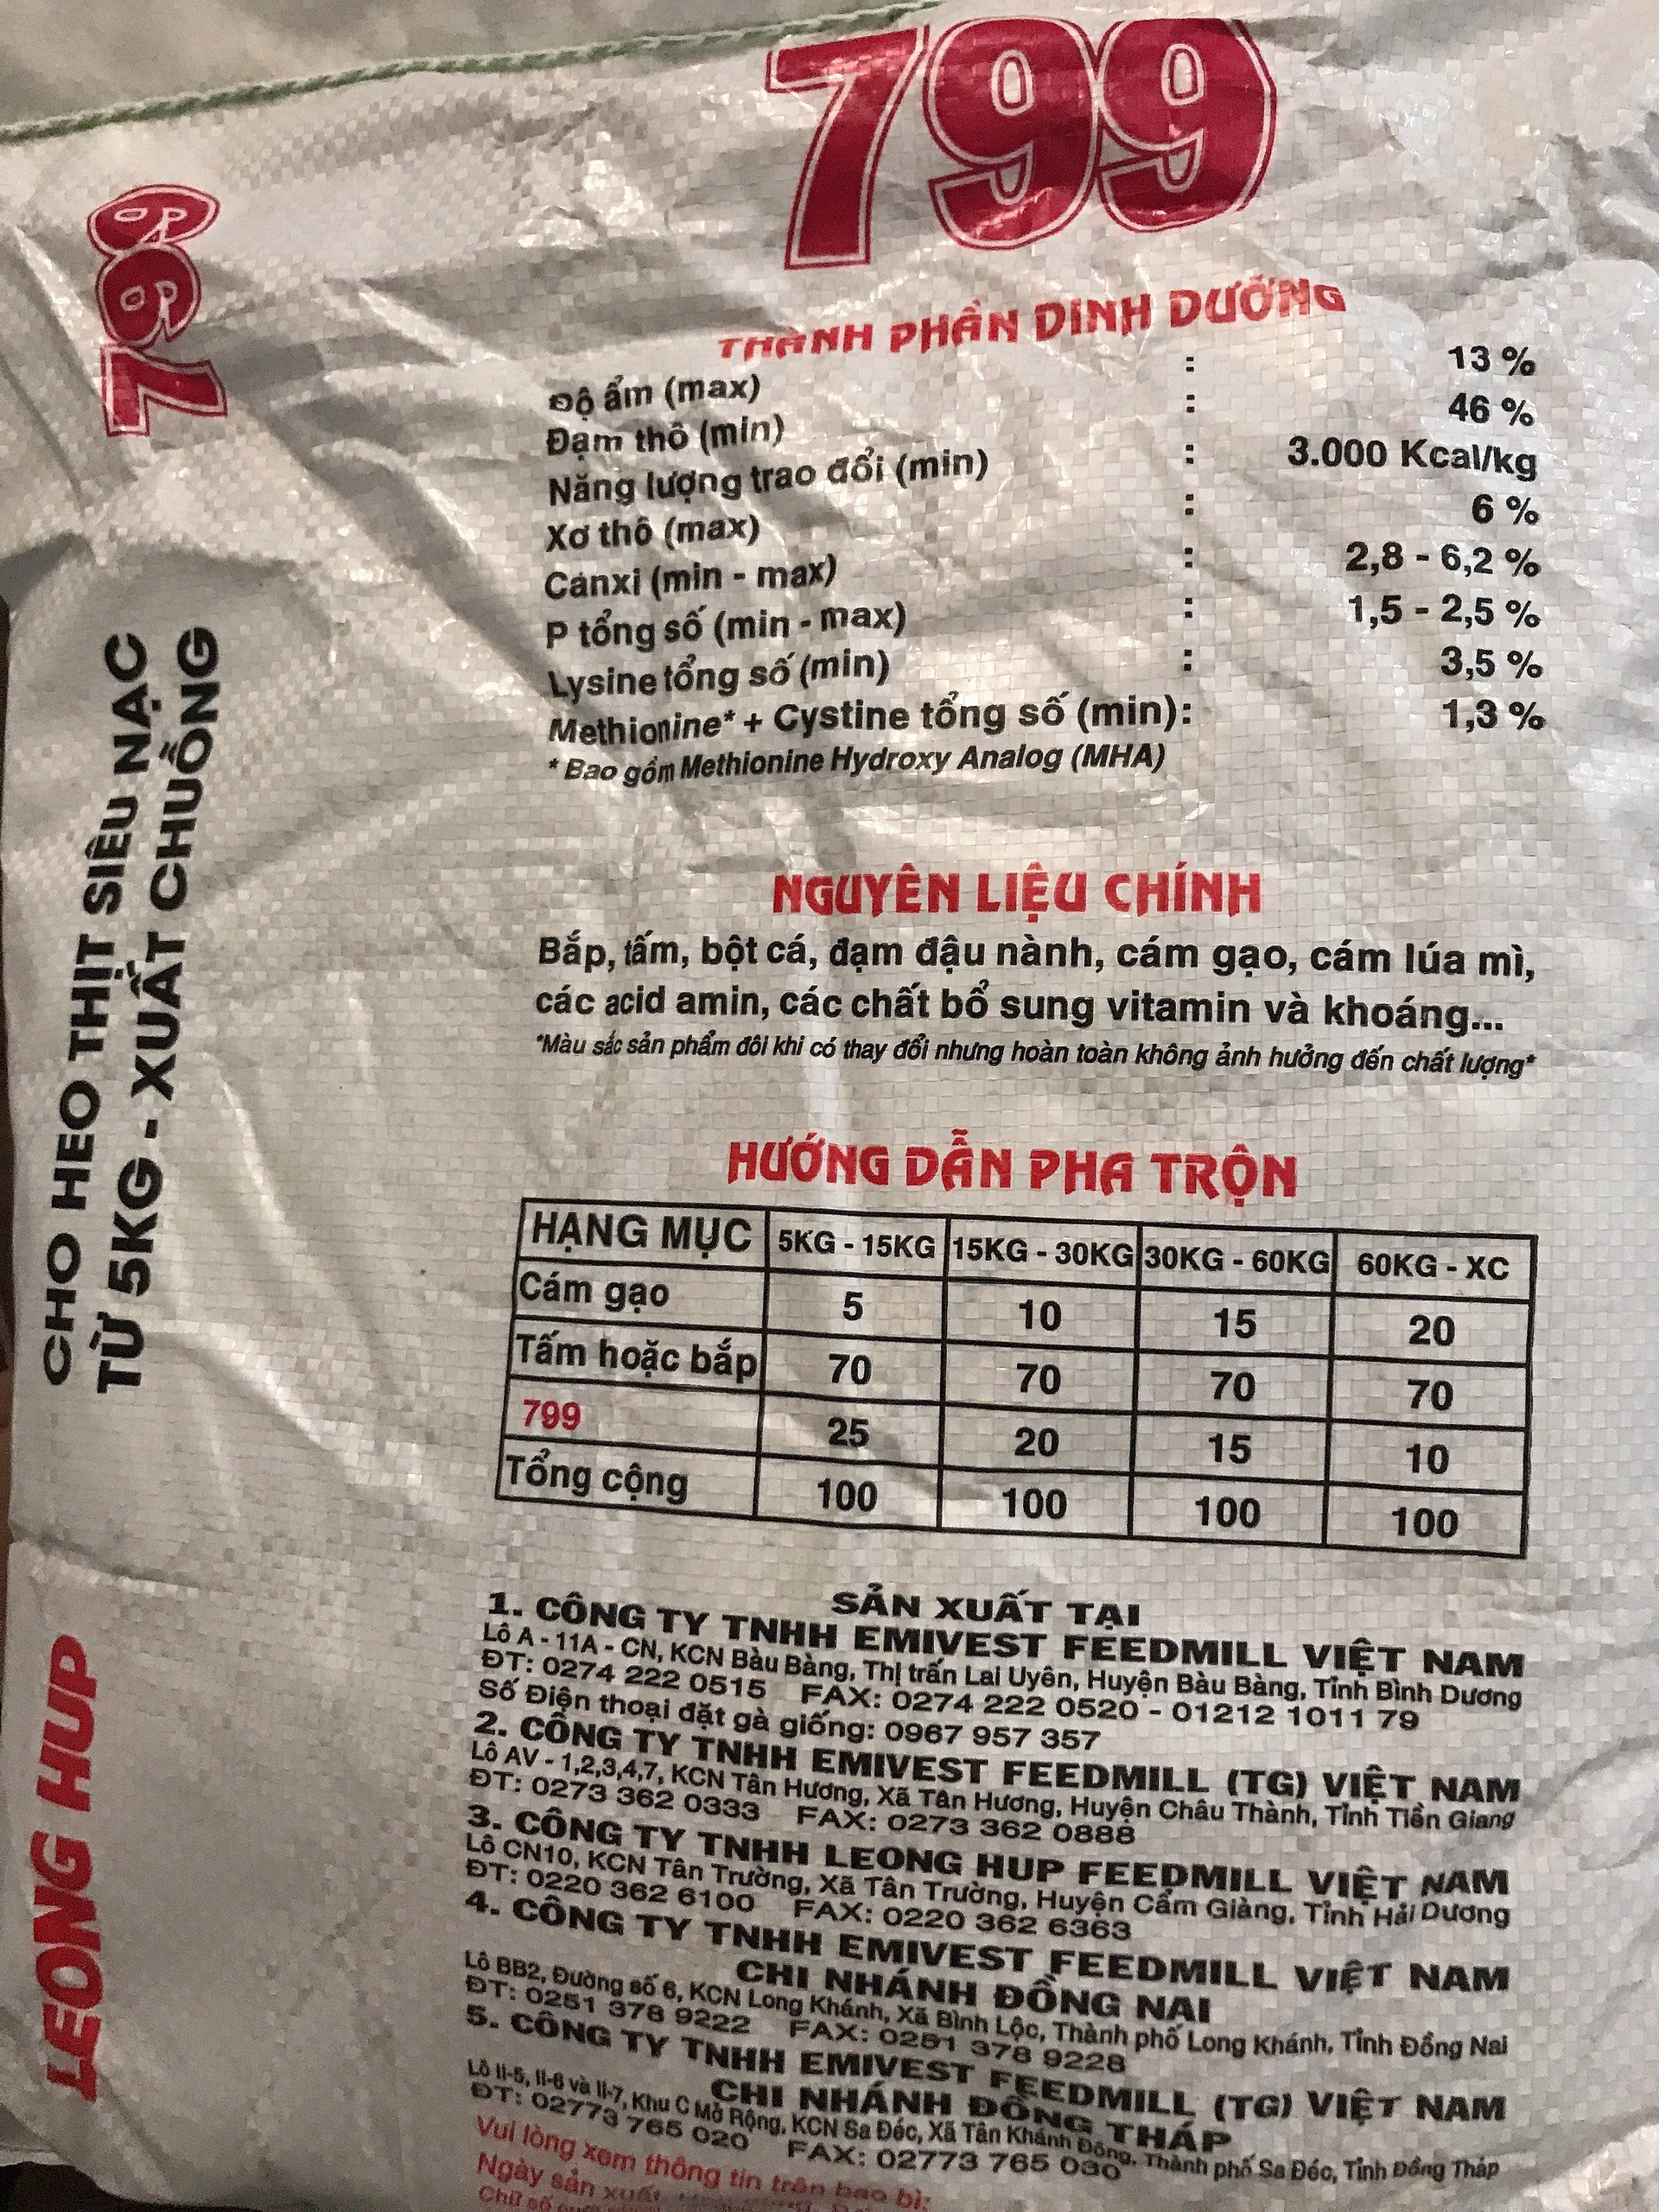 799
799
THÀNH PHẦN DINH DƯỠNG
Độ ẩm (max) : 13 %
Đạm thô (min) : 46 %
Năng lượng trao đổi (min) : 3.000 Kcal/kg
Xơ thô (max) : 6 %
Canxi (min - max) : 2,8 - 6,2 %
P tổng số (min - max) : 1,5 - 2,5 %
Lysine tổng số (min) : 3,5 %
Methionine* + Cystine tổng số (min): 1,3 %
* Bao gồm Methionine Hydroxy Analog (MHA)
CHO HEO THỊT SIÊU NẠC
TỪ 5KG - XUẤT CHUỒNG
NGUYÊN LIỆU CHÍNH
Bắp, tấm, bột cá, đạm đậu nành, cám gạo, cám lúa mì,
các acid amin, các chất bổ sung vitamin và khoáng...
*Màu sắc sản phẩm đôi khi có thay đổi nhưng hoàn toàn không ảnh hưởng đến chất lượng*
HƯỚNG DẪN PHA TRỘN
HẠNG MỤC 5KG - 15KG 15KG - 30KG 30KG - 60KG 60KG - XC
Cám gạo 5 10 15 20
Tấm hoặc bắp 70 70 70 70
799 25 20 15 10
Tổng cộng 100 100 100 100
LEONG HUP
SẢN XUẤT TẠI
1. CÔNG TY TNHH EMIVEST FEEDMILL VIỆT NAM
Lô A - 11A - CN, KCN Bàu Bàng, Thị trấn Lai Uyên, Huyện Bàu Bàng, Tỉnh Bình Dương
ĐT: 0274 222 0515 FAX: 0274 222 0520 - 01212 1011 79
Số Điện thoại đặt gà giống: 0967 957 357
2. CÔNG TY TNHH EMIVEST FEEDMILL (TG) VIỆT NAM
Lô AV - 1,2,3,4,7, KCN Tân Hương, Xã Tân Hương, Huyện Châu Thành, Tỉnh Tiền Giang
ĐT: 0273 362 0333 FAX: 0273 362 0888
3. CÔNG TY TNHH LEONG HUP FEEDMILL VIỆT NAM
Lô CN10, KCN Tân Trường, Xã Tân Trường, Huyện Cẩm Giàng, Tỉnh Hải Dương
ĐT: 0220 362 6100 FAX: 0220 362 6363
4. CÔNG TY TNHH EMIVEST FEEDMILL VIỆT NAM
CHI NHÁNH ĐỒNG NAI
Lô BB2, Đường số 6, KCN Long Khánh, Xã Bình Lộc, Thành phố Long Khánh, Tỉnh Đồng Nai
ĐT: 0251 378 9222 FAX: 0251 378 9228
5. CÔNG TY TNHH EMIVEST FEEDMILL (TG) VIỆT NAM
CHI NHÁNH ĐỒNG THÁP
Lô II-5, II-6 và II-7, Khu C Mở Rộng, KCN Sa Đéc, Xã Tân Khánh Đông, Thành phố Sa Đéc, Tỉnh Đồng Tháp
ĐT: 02773 765 020 FAX: 02773 765 030
Vui lòng xem thông tin trên bao bì:
Ngày sản xuất
Chữ số